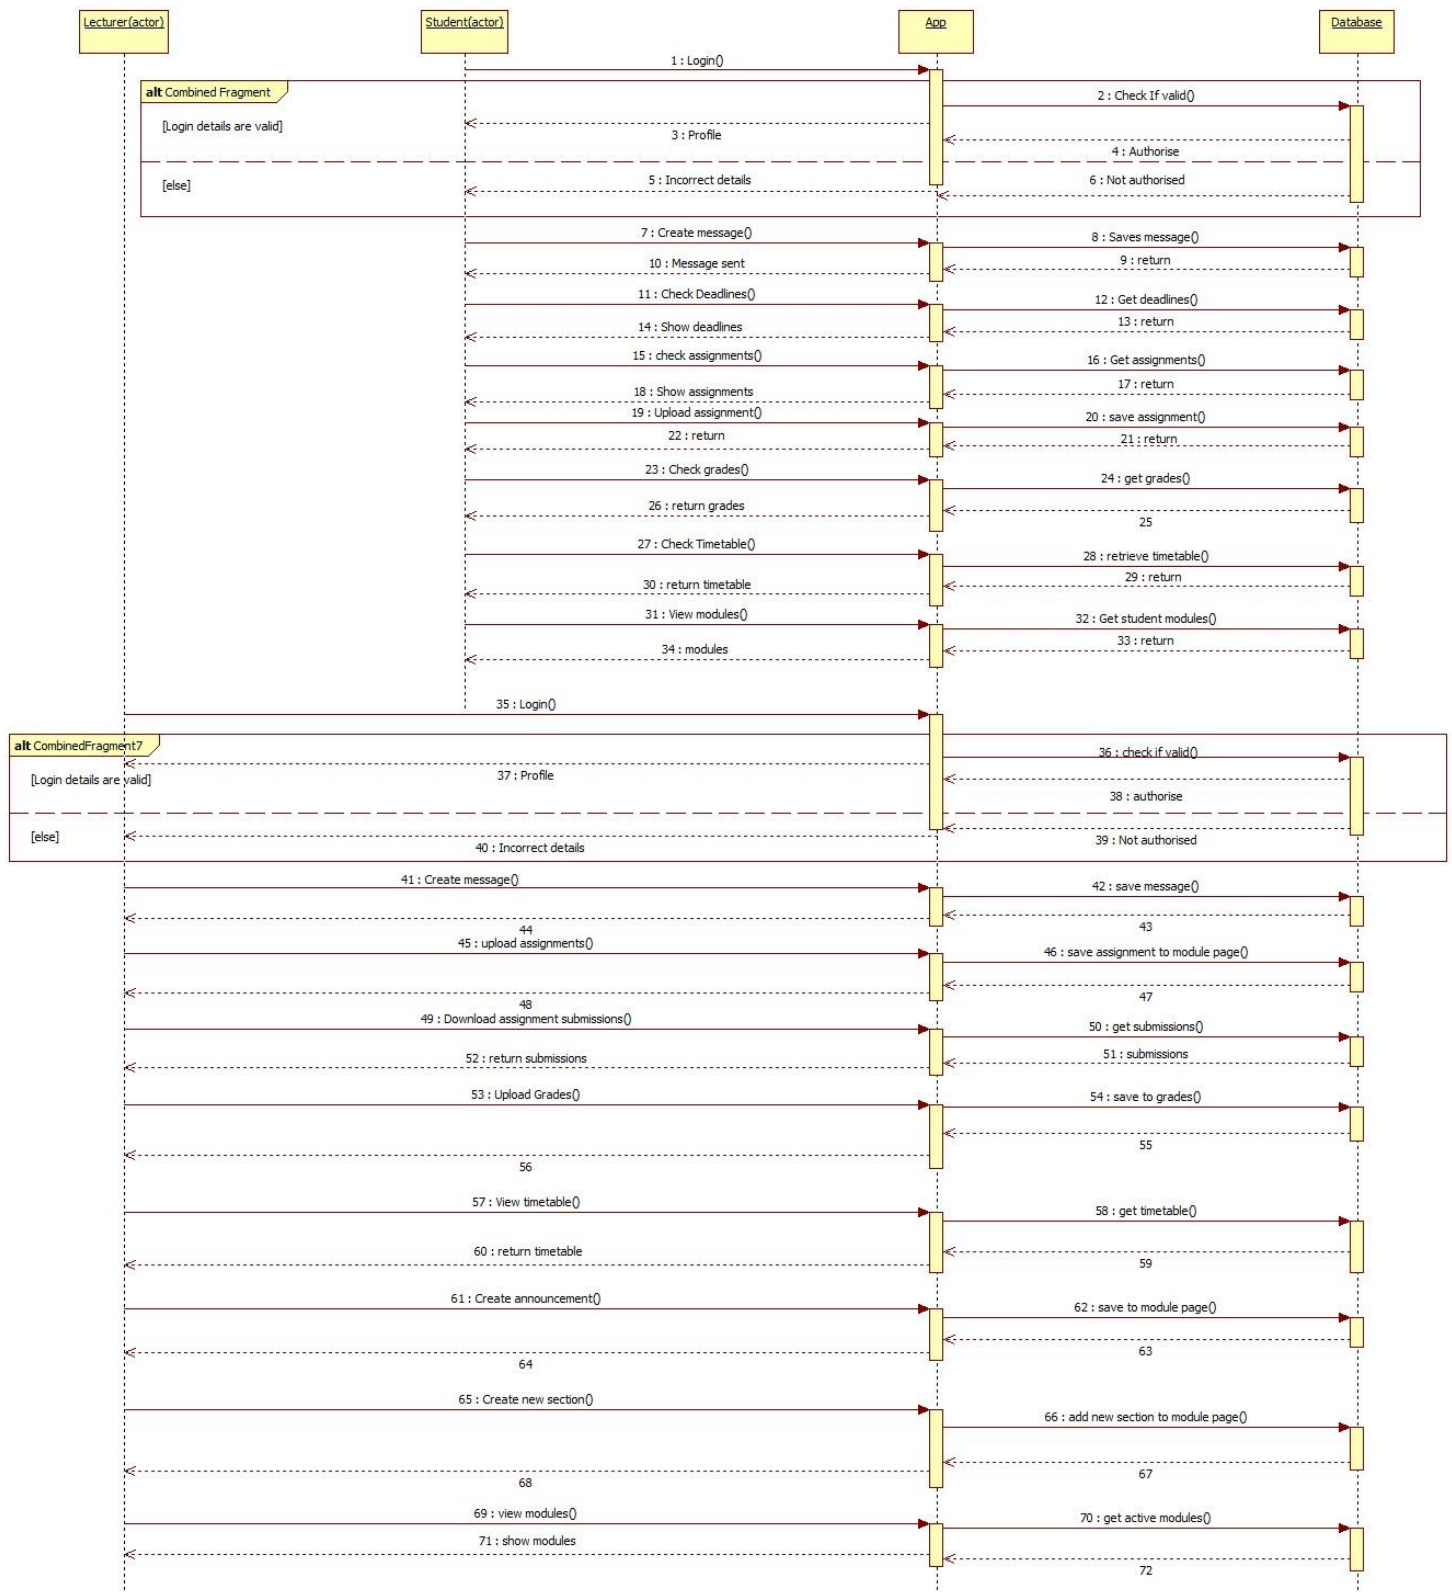 Lecturer(actor)
Student(actor)
App
Database
1 : Login()
alt Combined Fragment
2 : Check If valid()
[Login details are valid]
3 : Profile
4 : Authorise
[else]
5 : Incorrect details
6 : Not authorised
7 : Create message()
8 : Saves message()
9 : return
10 : Message sent
11 : Check Deadlines()
12 : Get deadlines()
13 : return
14 : Show deadlines
15 : check assignments()
16 : Get assignments()
17 : return
18 : Show assignments
19 : Upload assignment()
20 : save assignment()
21 : return
22 : return
23 : Check grades()
24 : get grades()
26 : return grades
25
27 : Check Timetable()
28 : retrieve timetable()
29 : return
30 : return timetable
31 : View modules()
32 : Get student modules()
33 : return
34 : modules
35 : Login()
alt CombinedFragment7
36 : check if valid()
[Login details are valid]
37 : Profile
38 : authorise
[else]
39 : Not authorised
40 : Incorrect details
41 : Create message()
42 : save message()
43
44
45 : upload assignments()
46 : save assignment to module page()
47
48
49 : Download assignment submissions()
50 : get submissions()
51 : submissions
52 : return submissions
53 : Upload Grades()
54 : save to grades()
55
56
57 : View timetable()
58 : get timetable()
60 : return timetable
59
61 : Create announcement()
62 : save to module page()
63
64
65 : Create new section()
66 : add new section to module page()
67
68
69 : view modules()
70 : get active modules()
71 : show modules
72